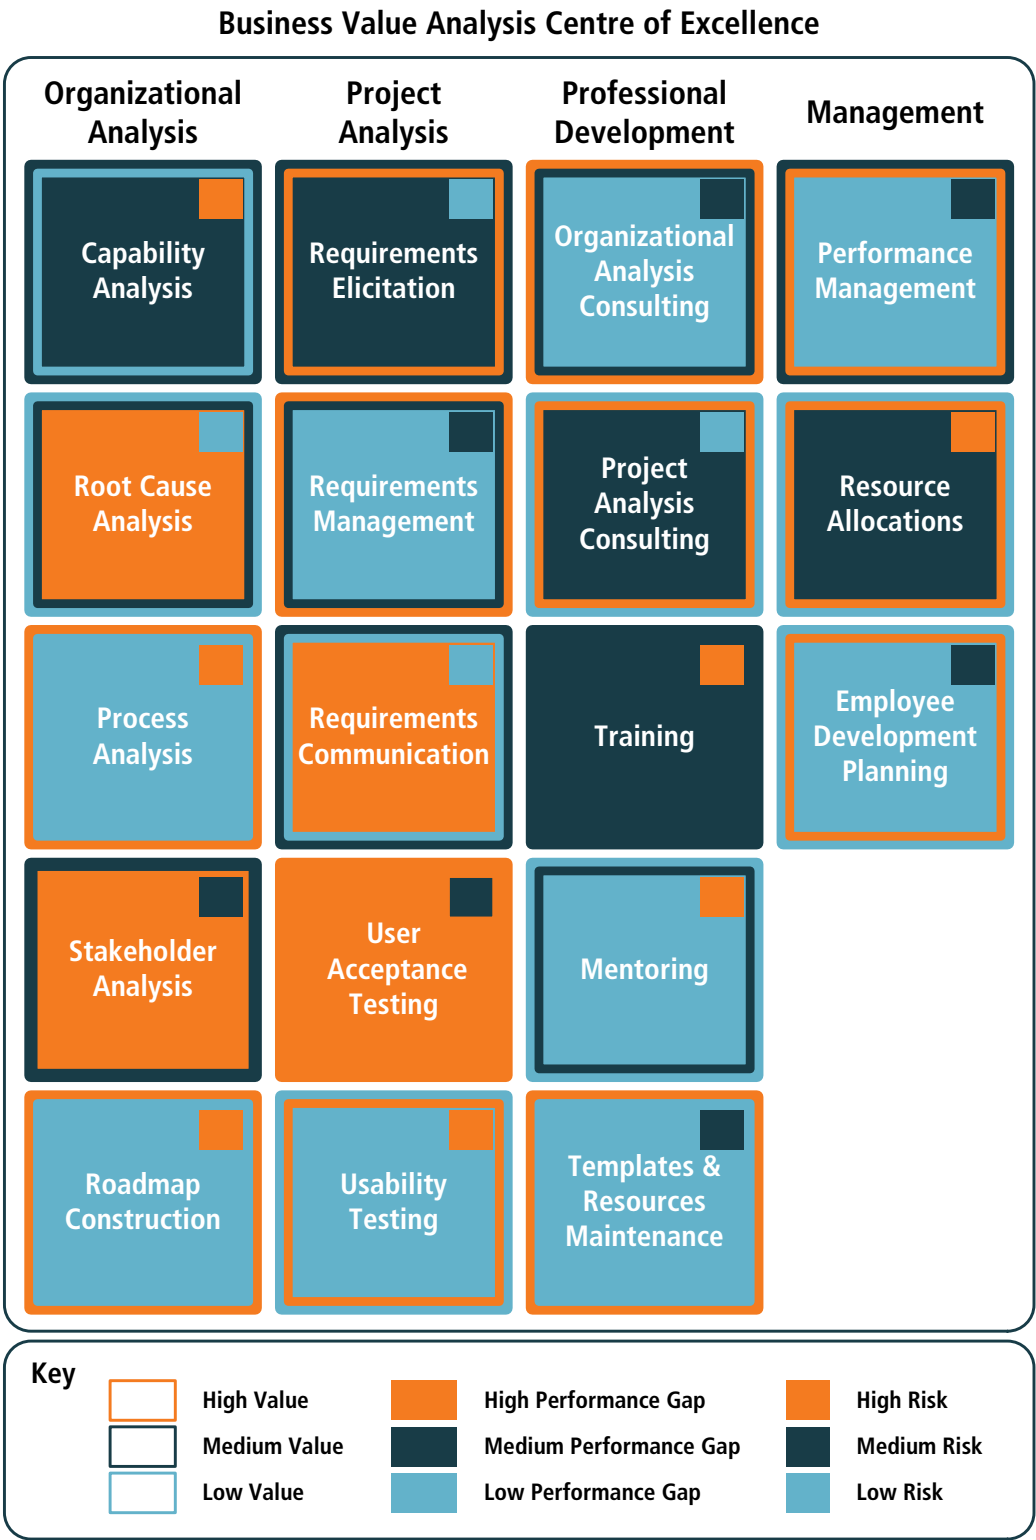 Business Value Analysis Centre of Excellence
Organizational
Analysis
Project
Analysis
Professional
Development
Management
Capability
Analysis
Requirements
Elicitation
Organizational
Analysis
Consulting
Performance
Management
Root Cause
Analysis
Requirements
Management
Project
Analysis
Consulting
Resource
Allocations
Process
Analysis
Requirements
Communication
Training
Employee
Development
Planning
Stakeholder
Analysis
User
Acceptance
Testing
Mentoring
Roadmap
Construction
Usability
Testing
Templates &
Resources
Maintenance
Key
High Value
High Performance Gap
High Risk
Medium Value
Medium Performance Gap
Medium Risk
Low Value
Low Performance Gap
Low Risk